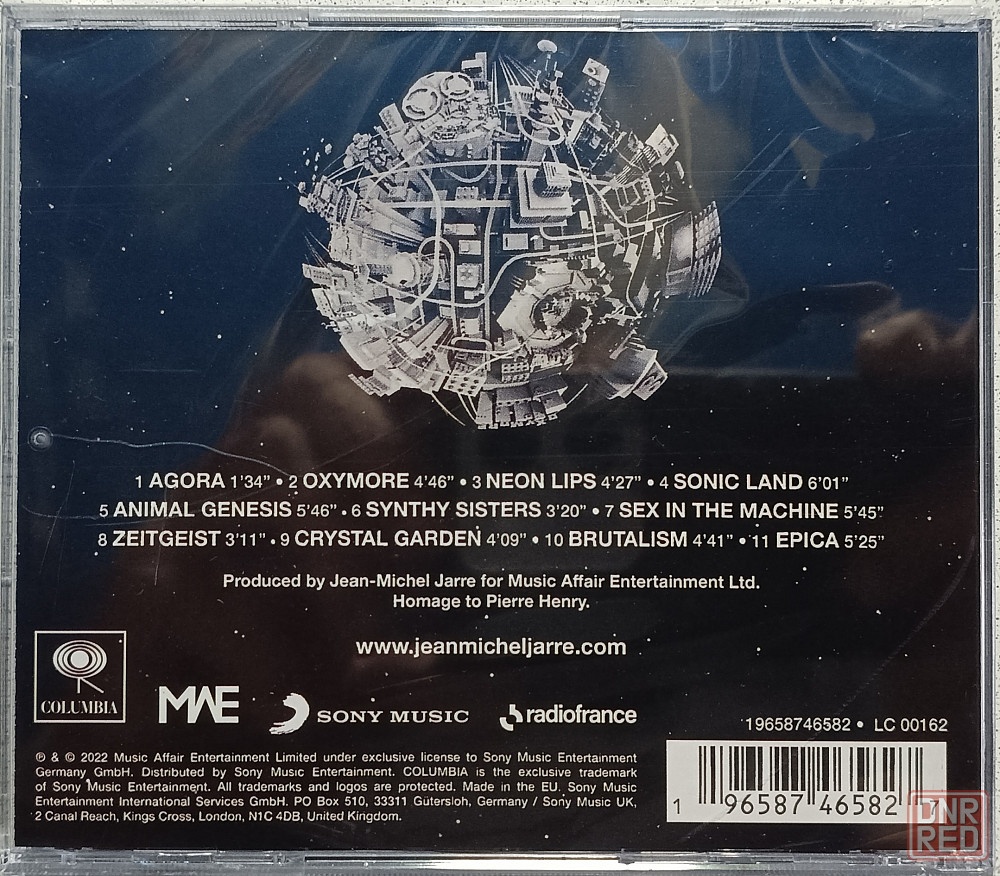 1 AGORA 1'34" • 2 OXYMORE 4'46" • 3 NEON LIPS 4'27" • 4 SONIC LAND 6'01"
5 ANIMAL GENESIS 5'46" • 6 SYNTHY SISTERS 3'20" • 7 SEX IN THE MACHINE 5'45"
8 ZEITGEIST 3'11" • 9 CRYSTAL GARDEN 4'09" • 10 BRUTALISM 4'41" • 11 EPICA 5'25"
Produced by Jean-Michel Jarre for Music Affair Entertainment Ltd.
Homage to Pierre Henry.
www.jeanmicheljarre.com
COLUMBIA
MAE
SONY MUSIC
radiofrance
19658746582 • LC 00162
℗ & © 2022 Music Affair Entertainment Limited under exclusive license to Sony Music Entertainment
Germany GmbH. Distributed by Sony Music Entertainment. COLUMBIA is the exclusive trademark
of Sony Music Entertainment. All trademarks and logos are protected. Made in the EU. Sony Music
Entertainment International Services GmbH. PO Box 510, 33311 Gütersloh, Germany / Sony Music UK,
2 Canal Reach, Kings Cross, London, N1C 4DB, United Kingdom.
1 96587 46582 7
DNR
RED